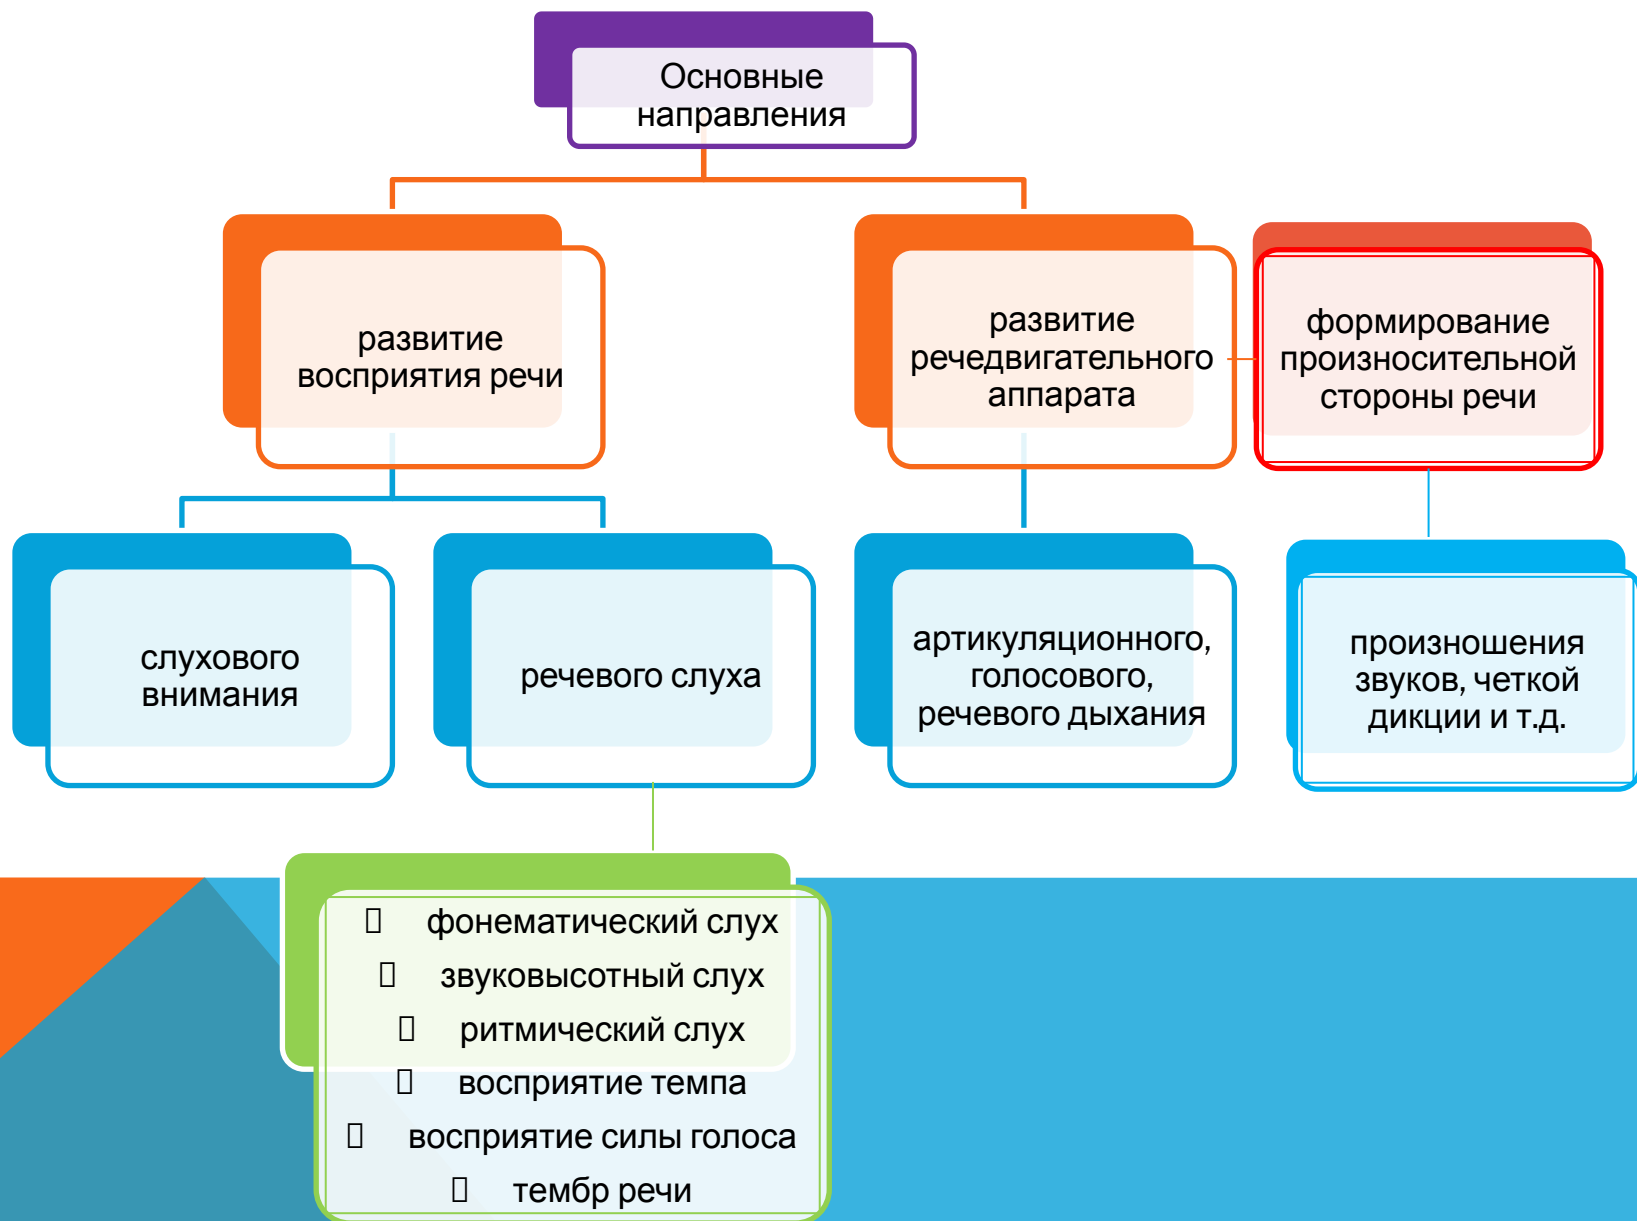 Основные
направления
развитие
восприятия речи
развитие
речедвигательного
аппарата
формирование
произносительной
стороны речи
слухового
внимания
речевого слуха
артикуляционного,
голосового,
речевого дыхания
произношения
звуков, четкой
дикции и т.д.
фонематический слух
звуковысотный слух
ритмический слух
восприятие темпа
восприятие силы голоса
тембр речи